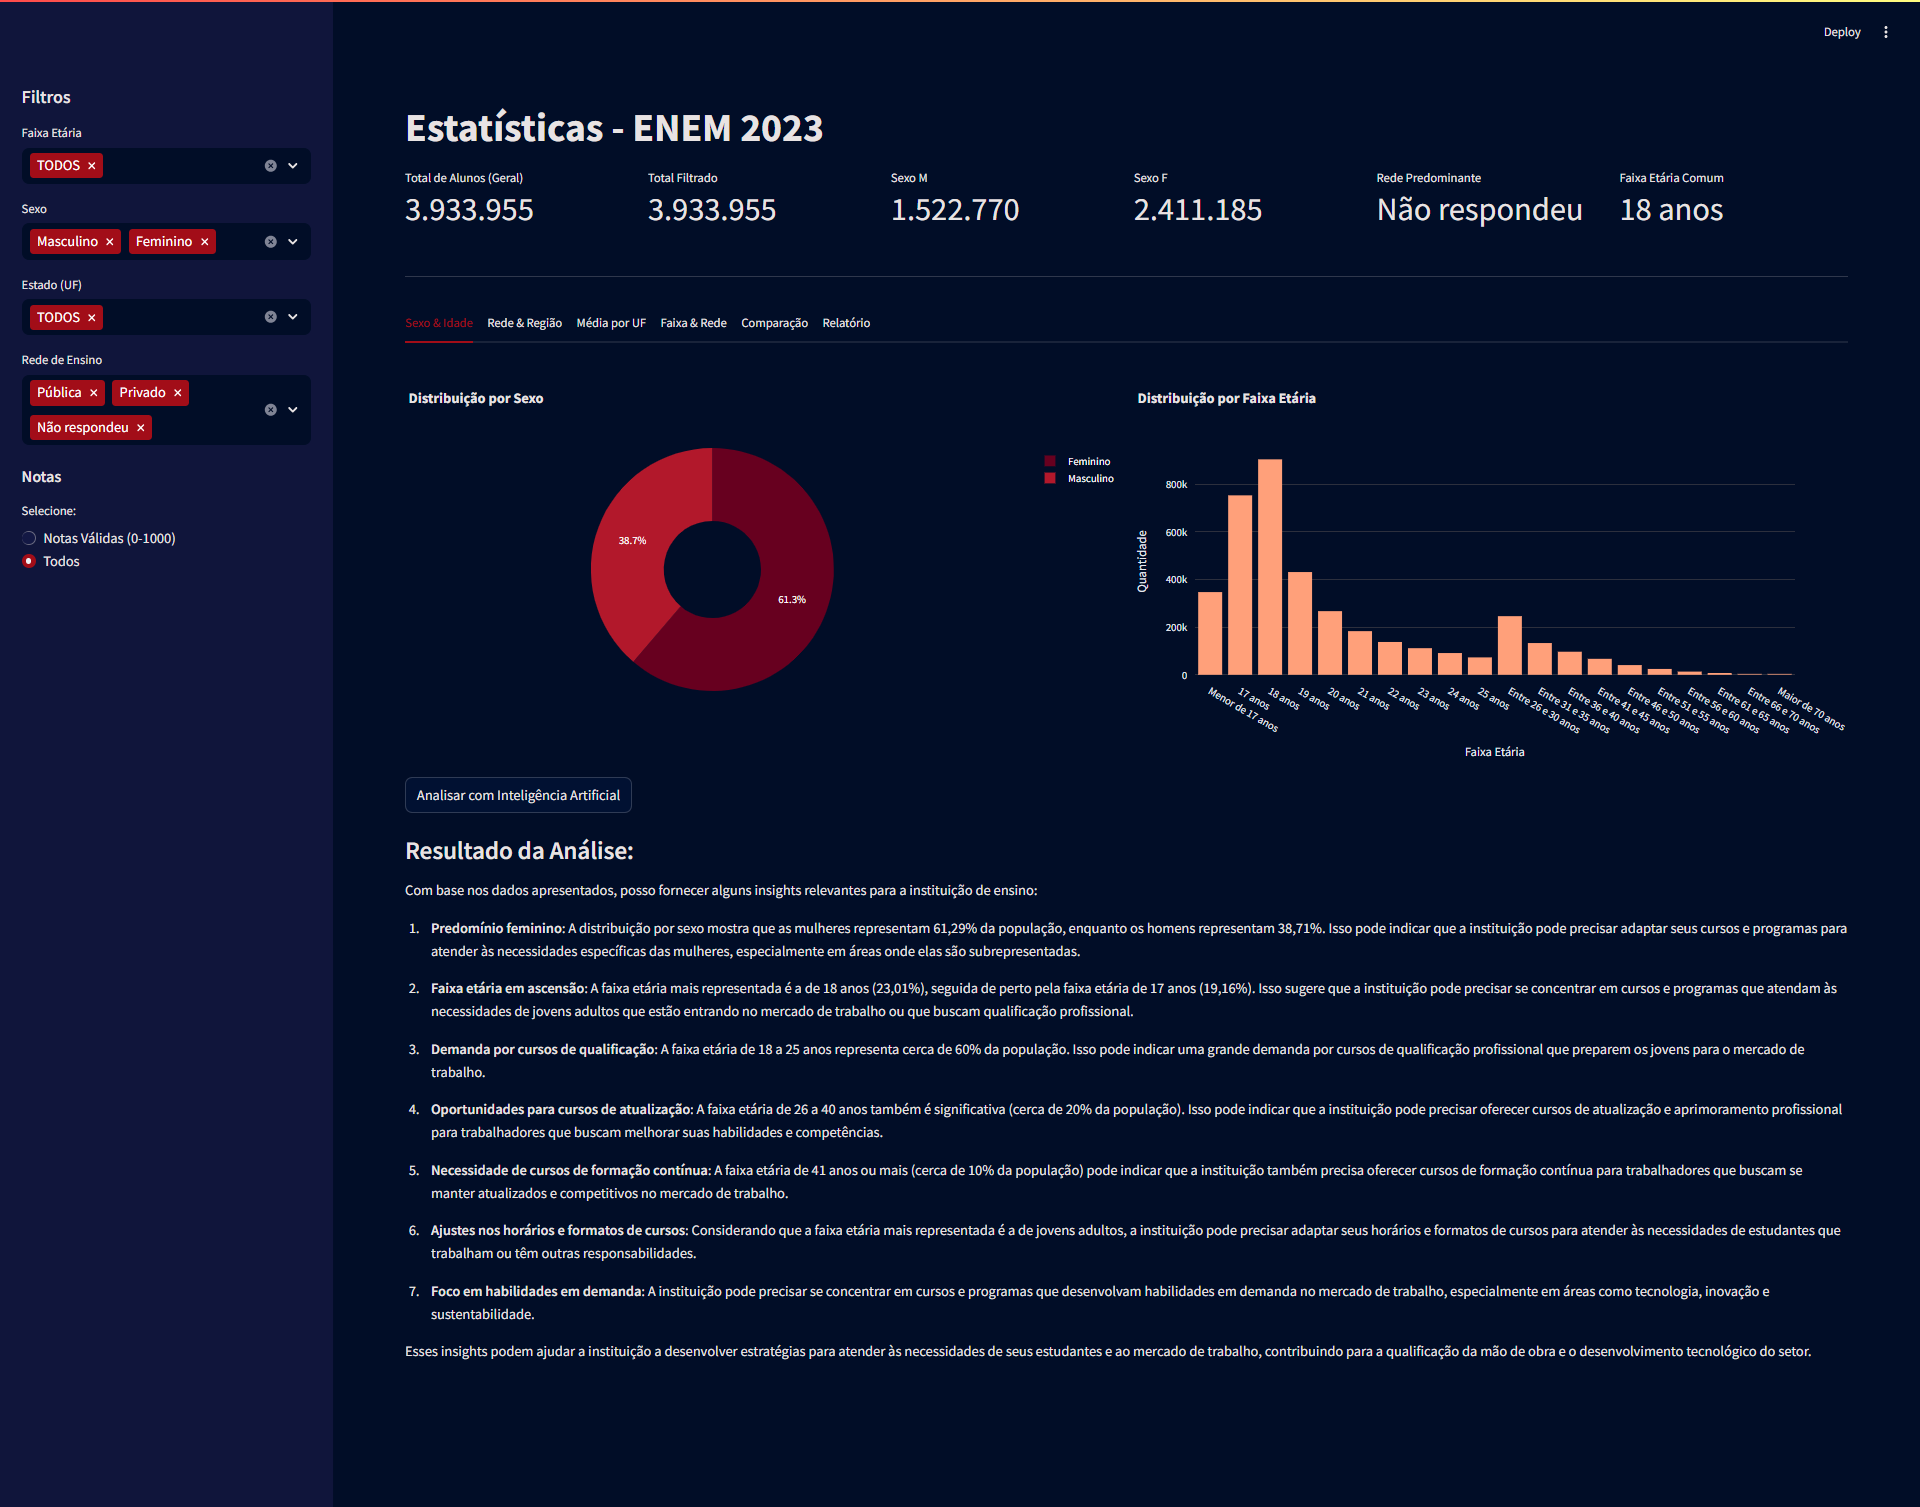 Deploy
Filtros
Faixa Etária
TODOS
Sexo
Masculino Feminino
Estado (UF)
TODOS
Rede de Ensino
Pública Privado
Não respondeu
Notas
Selecione:
Notas Válidas (0-1000)
Todos
Estatísticas - ENEM 2023
Total de Alunos (Geral)
3.933.955
Total Filtrado
3.933.955
Sexo M
1.522.770
Sexo F
2.411.185
Rede Predominante
Não respondeu
Faixa Etária Comum
18 anos
Sexo & Idade Rede & Região Média por UF Faixa & Rede Comparação Relatório
Distribuição por Sexo
Feminino
Masculino
38.7%
61.3%
Distribuição por Faixa Etária
Quantidade
800k
600k
400k
200k
0
Menor de 17 anos
17 anos
18 anos
19 anos
20 anos
21 anos
22 anos
23 anos
24 anos
25 anos
Entre 26 e 30 anos
Entre 31 e 35 anos
Entre 36 e 40 anos
Entre 41 e 45 anos
Entre 46 e 50 anos
Entre 51 e 55 anos
Entre 56 e 60 anos
Entre 61 e 65 anos
Entre 66 e 70 anos
Maior de 70 anos
Faixa Etária
Analisar com Inteligência Artificial
Resultado da Análise:
Com base nos dados apresentados, posso fornecer alguns insights relevantes para a instituição de ensino:
1. Predomínio feminino: A distribuição por sexo mostra que as mulheres representam 61,29% da população, enquanto os homens representam 38,71%. Isso pode indicar que a instituição pode precisar adaptar seus cursos e programas para
atender às necessidades específicas das mulheres, especialmente em áreas onde elas são subrepresentadas.
2. Faixa etária em ascensão: A faixa etária mais representada é a de 18 anos (23,01%), seguida de perto pela faixa etária de 17 anos (19,16%). Isso sugere que a instituição pode precisar se concentrar em cursos e programas que atendam às
necessidades de jovens adultos que estão entrando no mercado de trabalho ou que buscam qualificação profissional.
3. Demanda por cursos de qualificação: A faixa etária de 18 a 25 anos representa cerca de 60% da população. Isso pode indicar uma grande demanda por cursos de qualificação profissional que preparem os jovens para o mercado de
trabalho.
4. Oportunidades para cursos de atualização: A faixa etária de 26 a 40 anos também é significativa (cerca de 20% da população). Isso pode indicar que a instituição pode precisar oferecer cursos de atualização e aprimoramento profissional
para trabalhadores que buscam melhorar suas habilidades e competências.
5. Necessidade de cursos de formação contínua: A faixa etária de 41 anos ou mais (cerca de 10% da população) pode indicar que a instituição também precisa oferecer cursos de formação contínua para trabalhadores que buscam se
manter atualizados e competitivos no mercado de trabalho.
6. Ajustes nos horários e formatos de cursos: Considerando que a faixa etária mais representada é a de jovens adultos, a instituição pode precisar adaptar seus horários e formatos de cursos para atender às necessidades de estudantes que
trabalham ou têm outras responsabilidades.
7. Foco em habilidades em demanda: A instituição pode precisar se concentrar em cursos e programas que desenvolvam habilidades em demanda no mercado de trabalho, especialmente em áreas como tecnologia, inovação e
sustentabilidade.
Esses insights podem ajudar a instituição a desenvolver estratégias para atender às necessidades de seus estudantes e ao mercado de trabalho, contribuindo para a qualificação da mão de obra e o desenvolvimento tecnológico do setor.